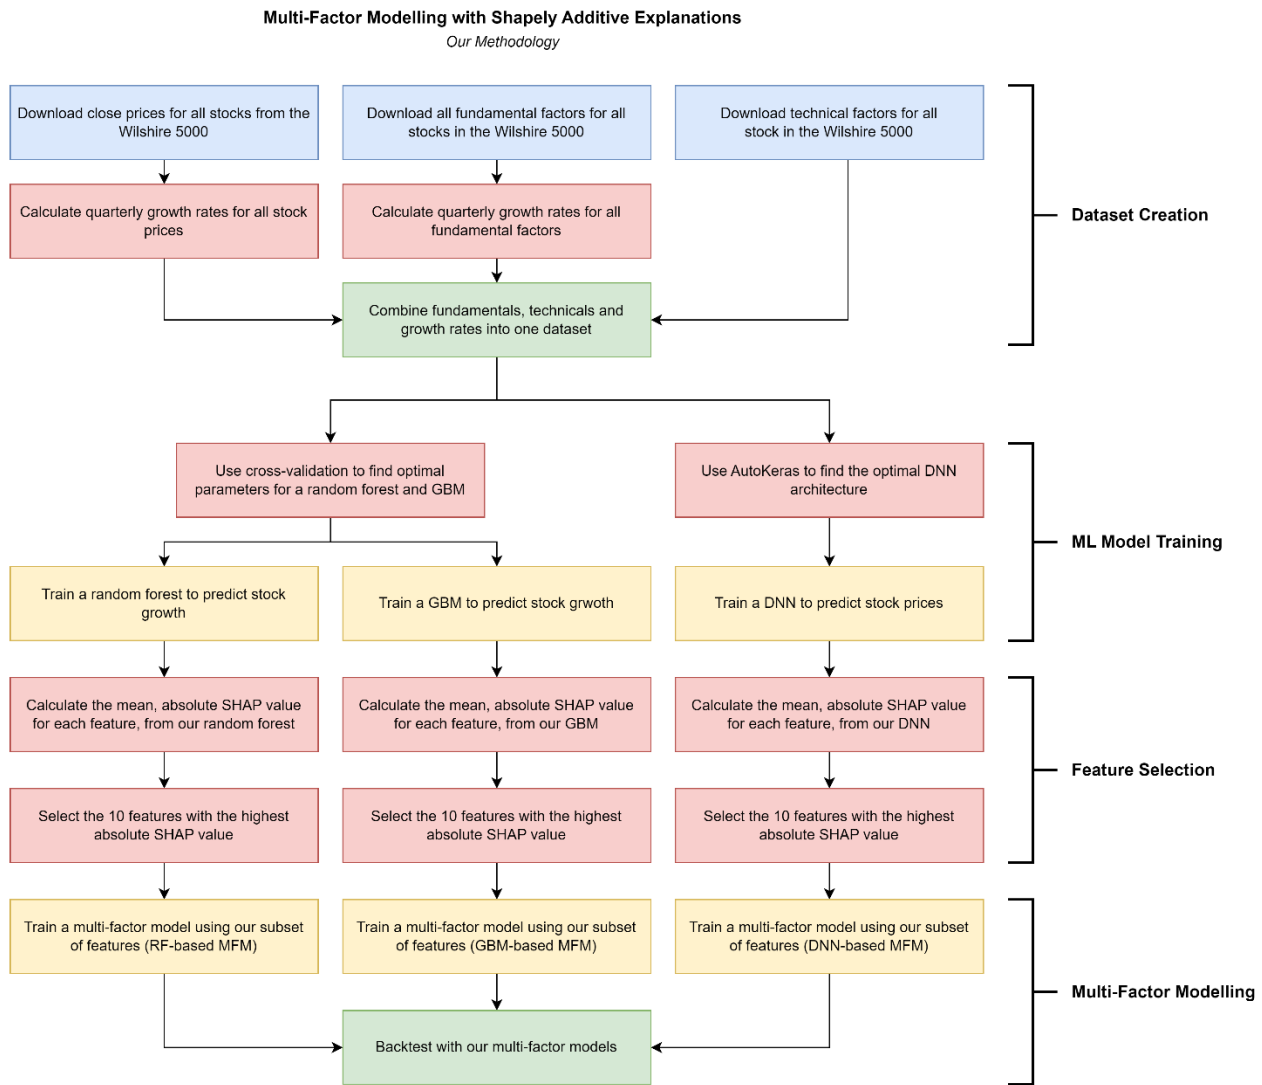 Multi-Factor Modelling with Shapely Additive Explanations
Our Methodology
Download close prices for all stocks from the
Wilshire 5000
Download all fundamental factors for all
stocks in the Wilshire 5000
Download technical factors for all
stock in the Wilshire 5000
Calculate quarterly growth rates for all stock
prices
Calculate quarterly growth rates for all
fundamental factors
Dataset Creation
Combine fundamentals, technicals and
growth rates into one dataset
Use cross-validation to find optimal
parameters for a random forest and GBM
Use AutoKeras to find the optimal DNN
architecture
ML Model Training
Train a random forest to predict stock
growth
Train a GBM to predict stock grwoth
Train a DNN to predict stock prices
Calculate the mean, absolute SHAP value
for each feature, from our random forest
Calculate the mean, absolute SHAP value
for each feature, from our GBM
Calculate the mean, absolute SHAP value
for each feature, from our DNN
Feature Selection
Select the 10 features with the highest
absolute SHAP value
Select the 10 features with the highest
absolute SHAP value
Select the 10 features with the highest
absolute SHAP value
Train a multi-factor model using our subset
of features (RF-based MFM)
Train a multi-factor model using our subset
of features (GBM-based MFM)
Train a multi-factor model using our subset
of features (DNN-based MFM)
Multi-Factor Modelling
Backtest with our multi-factor models